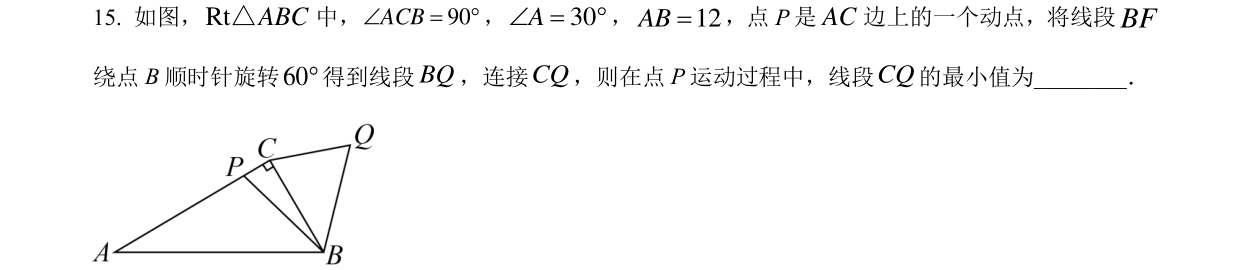 15. 如图，Rt△ABC 中，∠ACB=90°，∠A=30°，AB=12，点 P 是 AC 边上的一个动点，将线段 BF
绕点 B 顺时针旋转 60° 得到线段 BQ，连接 CQ，则在点 P 运动过程中，线段 CQ 的最小值为________．
Q
C
P
A
B